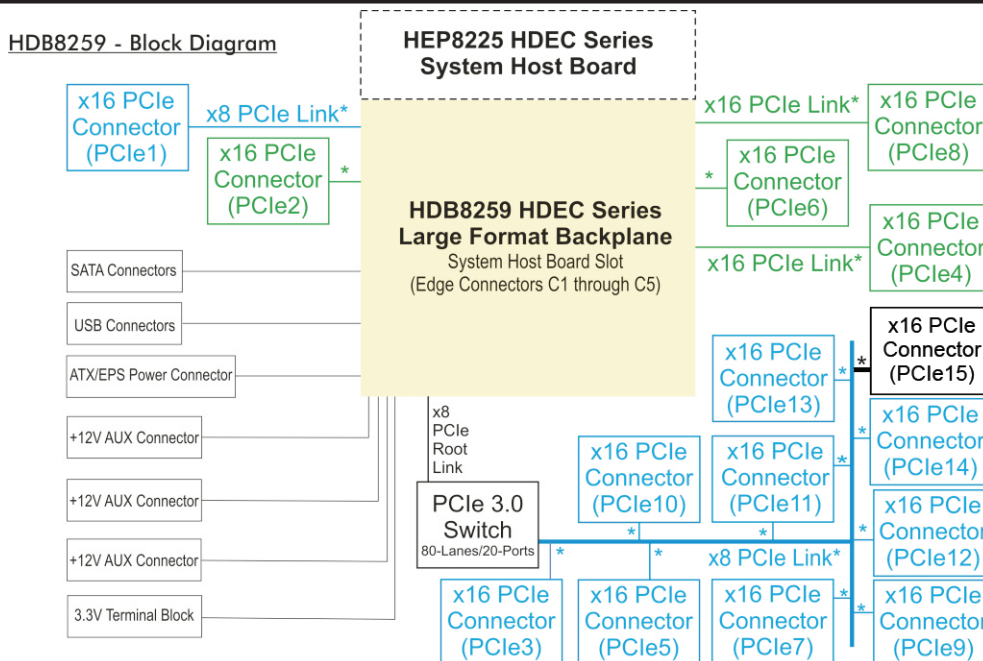 HDB8259 - Block Diagram
HEP8225 HDEC Series
System Host Board
x16 PCIe
Connector
(PCIe1)
x8 PCIe Link*
x16 PCIe
Connector
(PCIe2)
*
HDB8259 HDEC Series
Large Format Backplane
System Host Board Slot
(Edge Connectors C1 through C5)
x16 PCIe Link*
x16 PCIe
Connector
(PCIe8)
*
x16 PCIe
Connector
(PCIe6)
x16 PCIe Link*
x16 PCIe
Connector
(PCIe4)
SATA Connectors
USB Connectors
ATX/EPS Power Connector
+12V AUX Connector
+12V AUX Connector
+12V AUX Connector
3.3V Terminal Block
x8
PCIe
Root
Link
PCIe 3.0
Switch
80-Lanes/20-Ports
x16 PCIe
Connector
(PCIe13)
*
*
x16 PCIe
Connector
(PCIe15)
x16 PCIe
Connector
(PCIe10)
*
x16 PCIe
Connector
(PCIe11)
*
*
*
x16 PCIe
Connector
(PCIe14)
x8 PCIe Link*
*
x16 PCIe
Connector
(PCIe12)
*
x16 PCIe
Connector
(PCIe3)
*
x16 PCIe
Connector
(PCIe5)
x16 PCIe
Connector
(PCIe7)
*
*
x16 PCIe
Connector
(PCIe9)